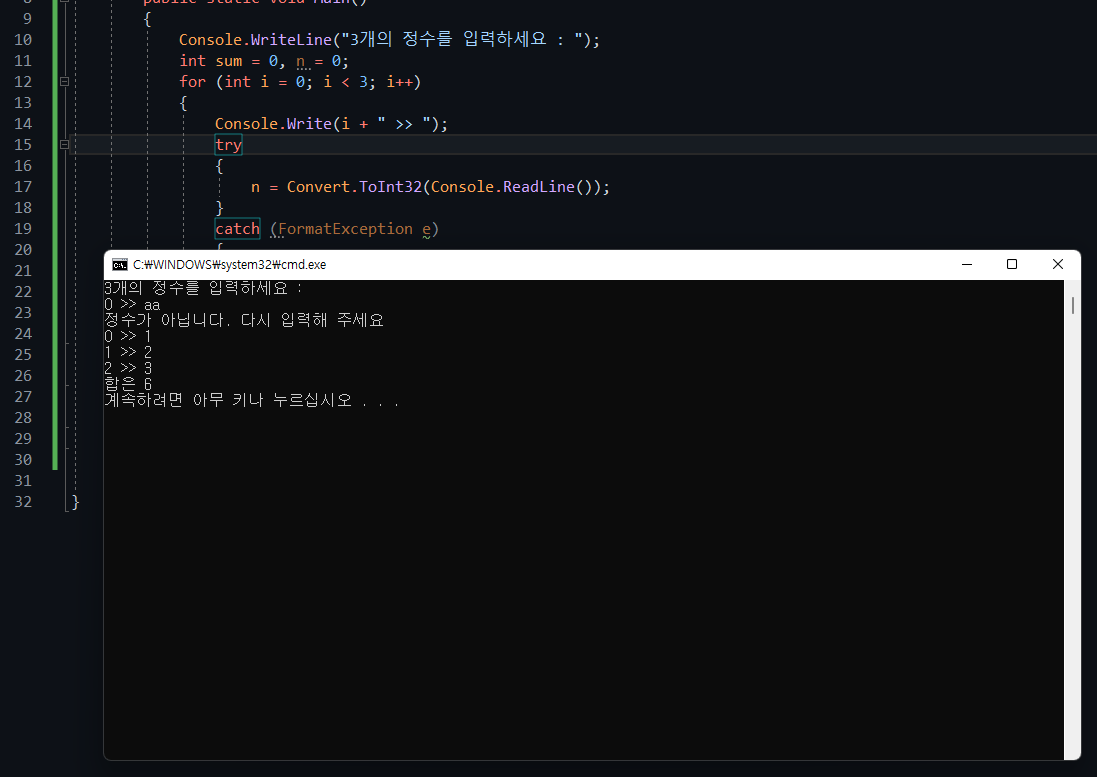 8 public static void Main()
9 {
10 Console.WriteLine("3개의 정수를 입력하세요 : ");
11 int sum = 0, n = 0;
12 for (int i = 0; i < 3; i++)
13 {
14 Console.Write(i + " >> ");
15 try
16 {
17 n = Convert.ToInt32(Console.ReadLine());
18 }
19 catch (FormatException e)
20 {
21
22
23
24
25
26
27
28
29
30
31
32 }
C:₩WINDOWS₩system32₩cmd.exe
3개의 정수를 입력하세요 :
0 >> aa
정수가 아닙니다. 다시 입력해 주세요
0 >> 1
1 >> 2
2 >> 3
합은 6
계속하려면 아무 키나 누르십시오 . . .